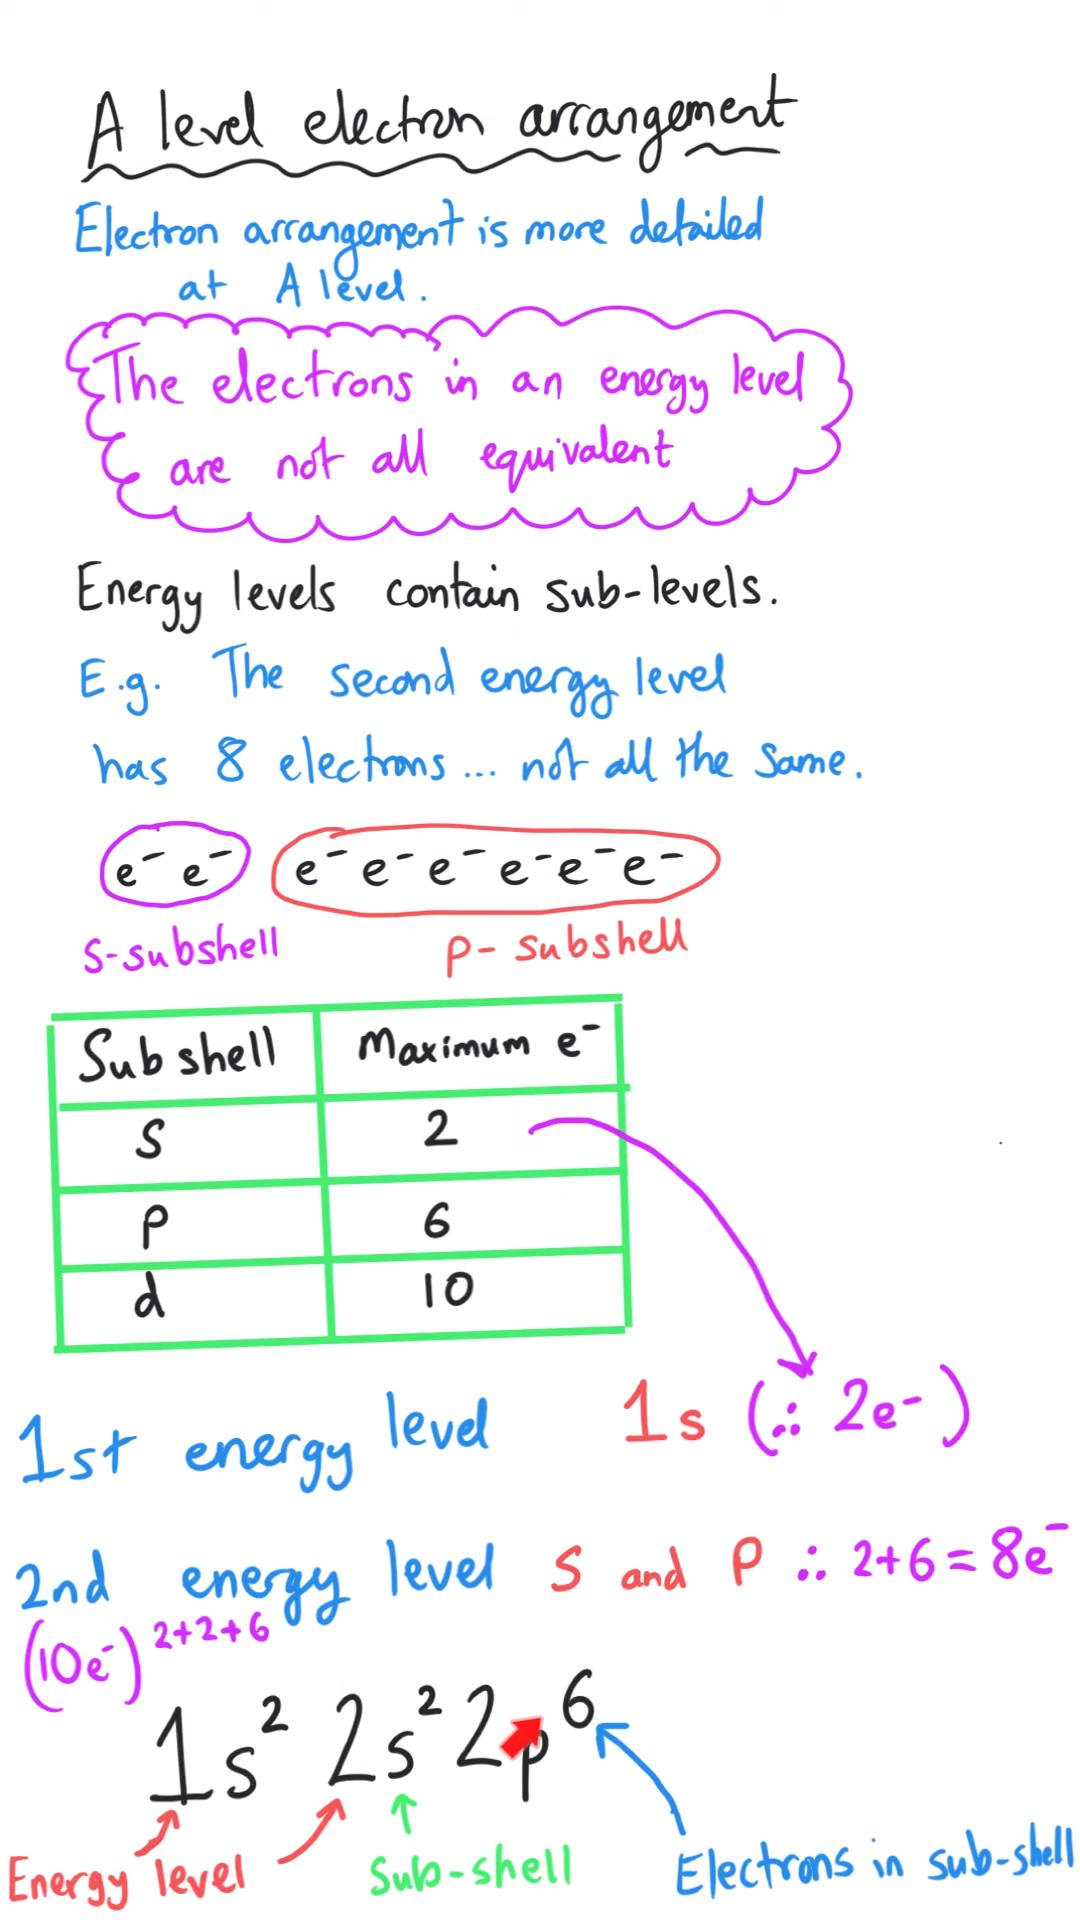 A level electron arrangement
Electron arrangement is more detailed
at A level.
The electrons in an energy level
are not all equivalent
Energy levels contain sub-levels.
E.g. The second energy level
has 8 electrons... not all the same.
e⁻ e⁻ e⁻ e⁻ e⁻ e⁻ e⁻ e⁻
s-subshell p-subshell
Sub shell Maximum e⁻
s 2
p 6
d 10
1st energy level 1s (∴ 2e⁻)
2nd energy level s and p ∴ 2+6=8e⁻
(10e⁻) 2+2+6
1s² 2s² 2p⁶
Energy level Sub-shell Electrons in sub-shell